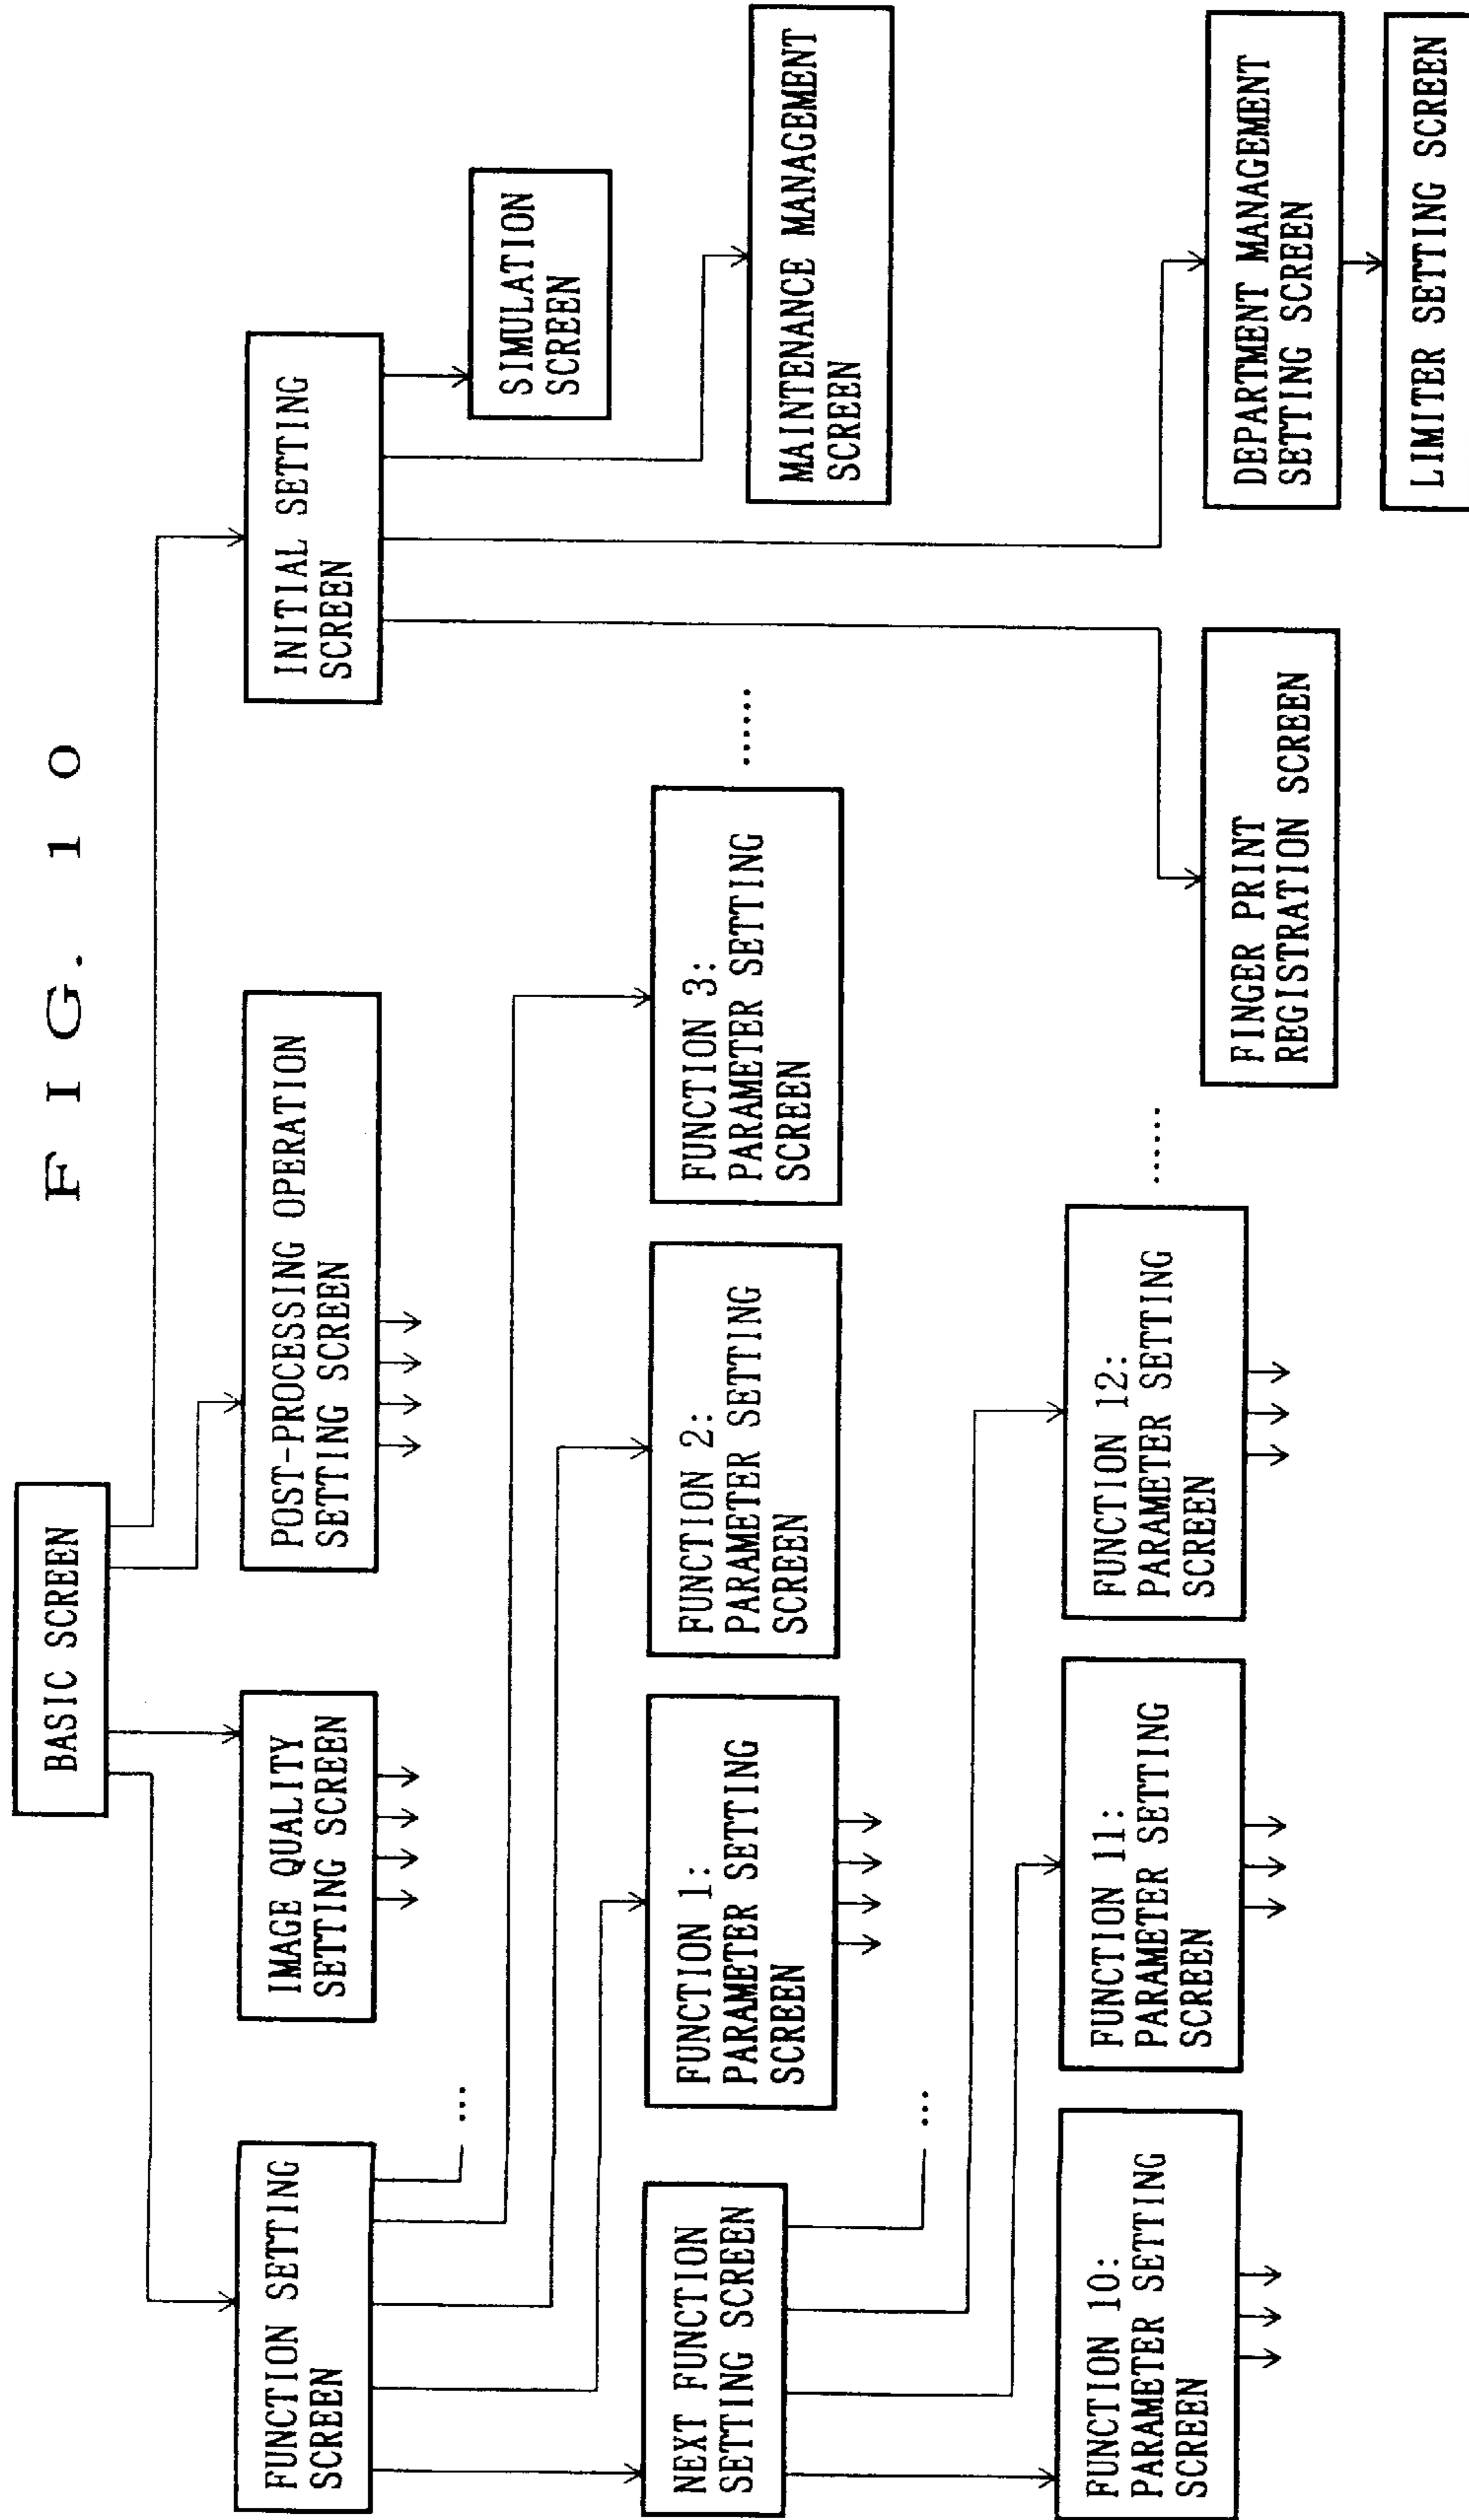 FIG. 10
BASIC SCREEN
FUNCTION SETTING
SCREEN
IMAGE QUALITY
SETTING SCREEN
POST-PROCESSING OPERATION
SETTING SCREEN
INITIAL SETTING
SCREEN
...
SIMULATION
SCREEN
NEXT FUNCTION
SETTING SCREEN
FUNCTION 1:
PARAMETER SETTING
SCREEN
FUNCTION 2:
PARAMETER SETTING
SCREEN
FUNCTION 3:
PARAMETER SETTING
SCREEN
......
MAINTENANCE MANAGEMENT
SCREEN
...
FUNCTION 10:
PARAMETER SETTING
SCREEN
FUNCTION 11:
PARAMETER SETTING
SCREEN
FUNCTION 12:
PARAMETER SETTING
SCREEN
......
FINGER PRINT
REGISTRATION SCREEN
DEPARTMENT MANAGEMENT
SETTING SCREEN
LIMITER SETTING SCREEN